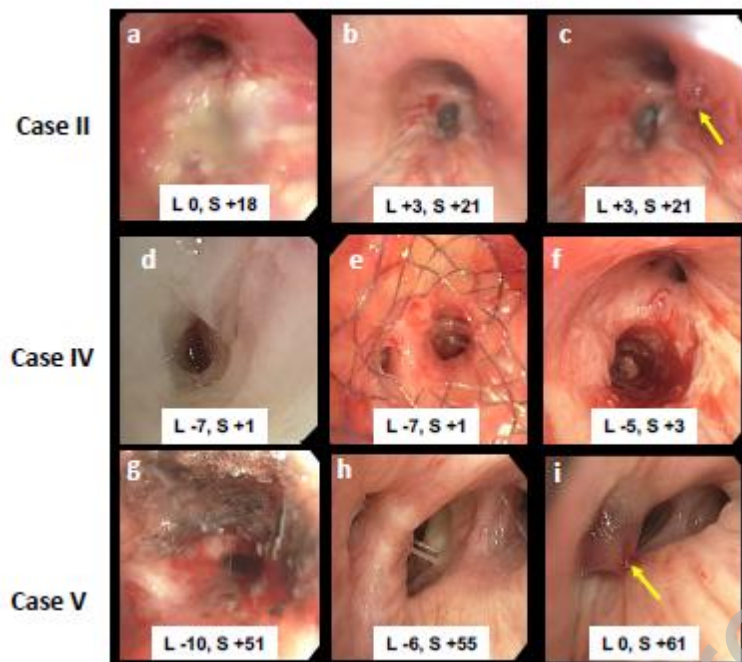 a
b
c
Case II
L 0, S +18
L +3, S +21
L +3, S +21
d
e
f
Case IV
L -7, S +1
L -7, S +1
L -5, S +3
g
h
i
Case V
L -10, S +51
L -6, S +55
L 0, S +61